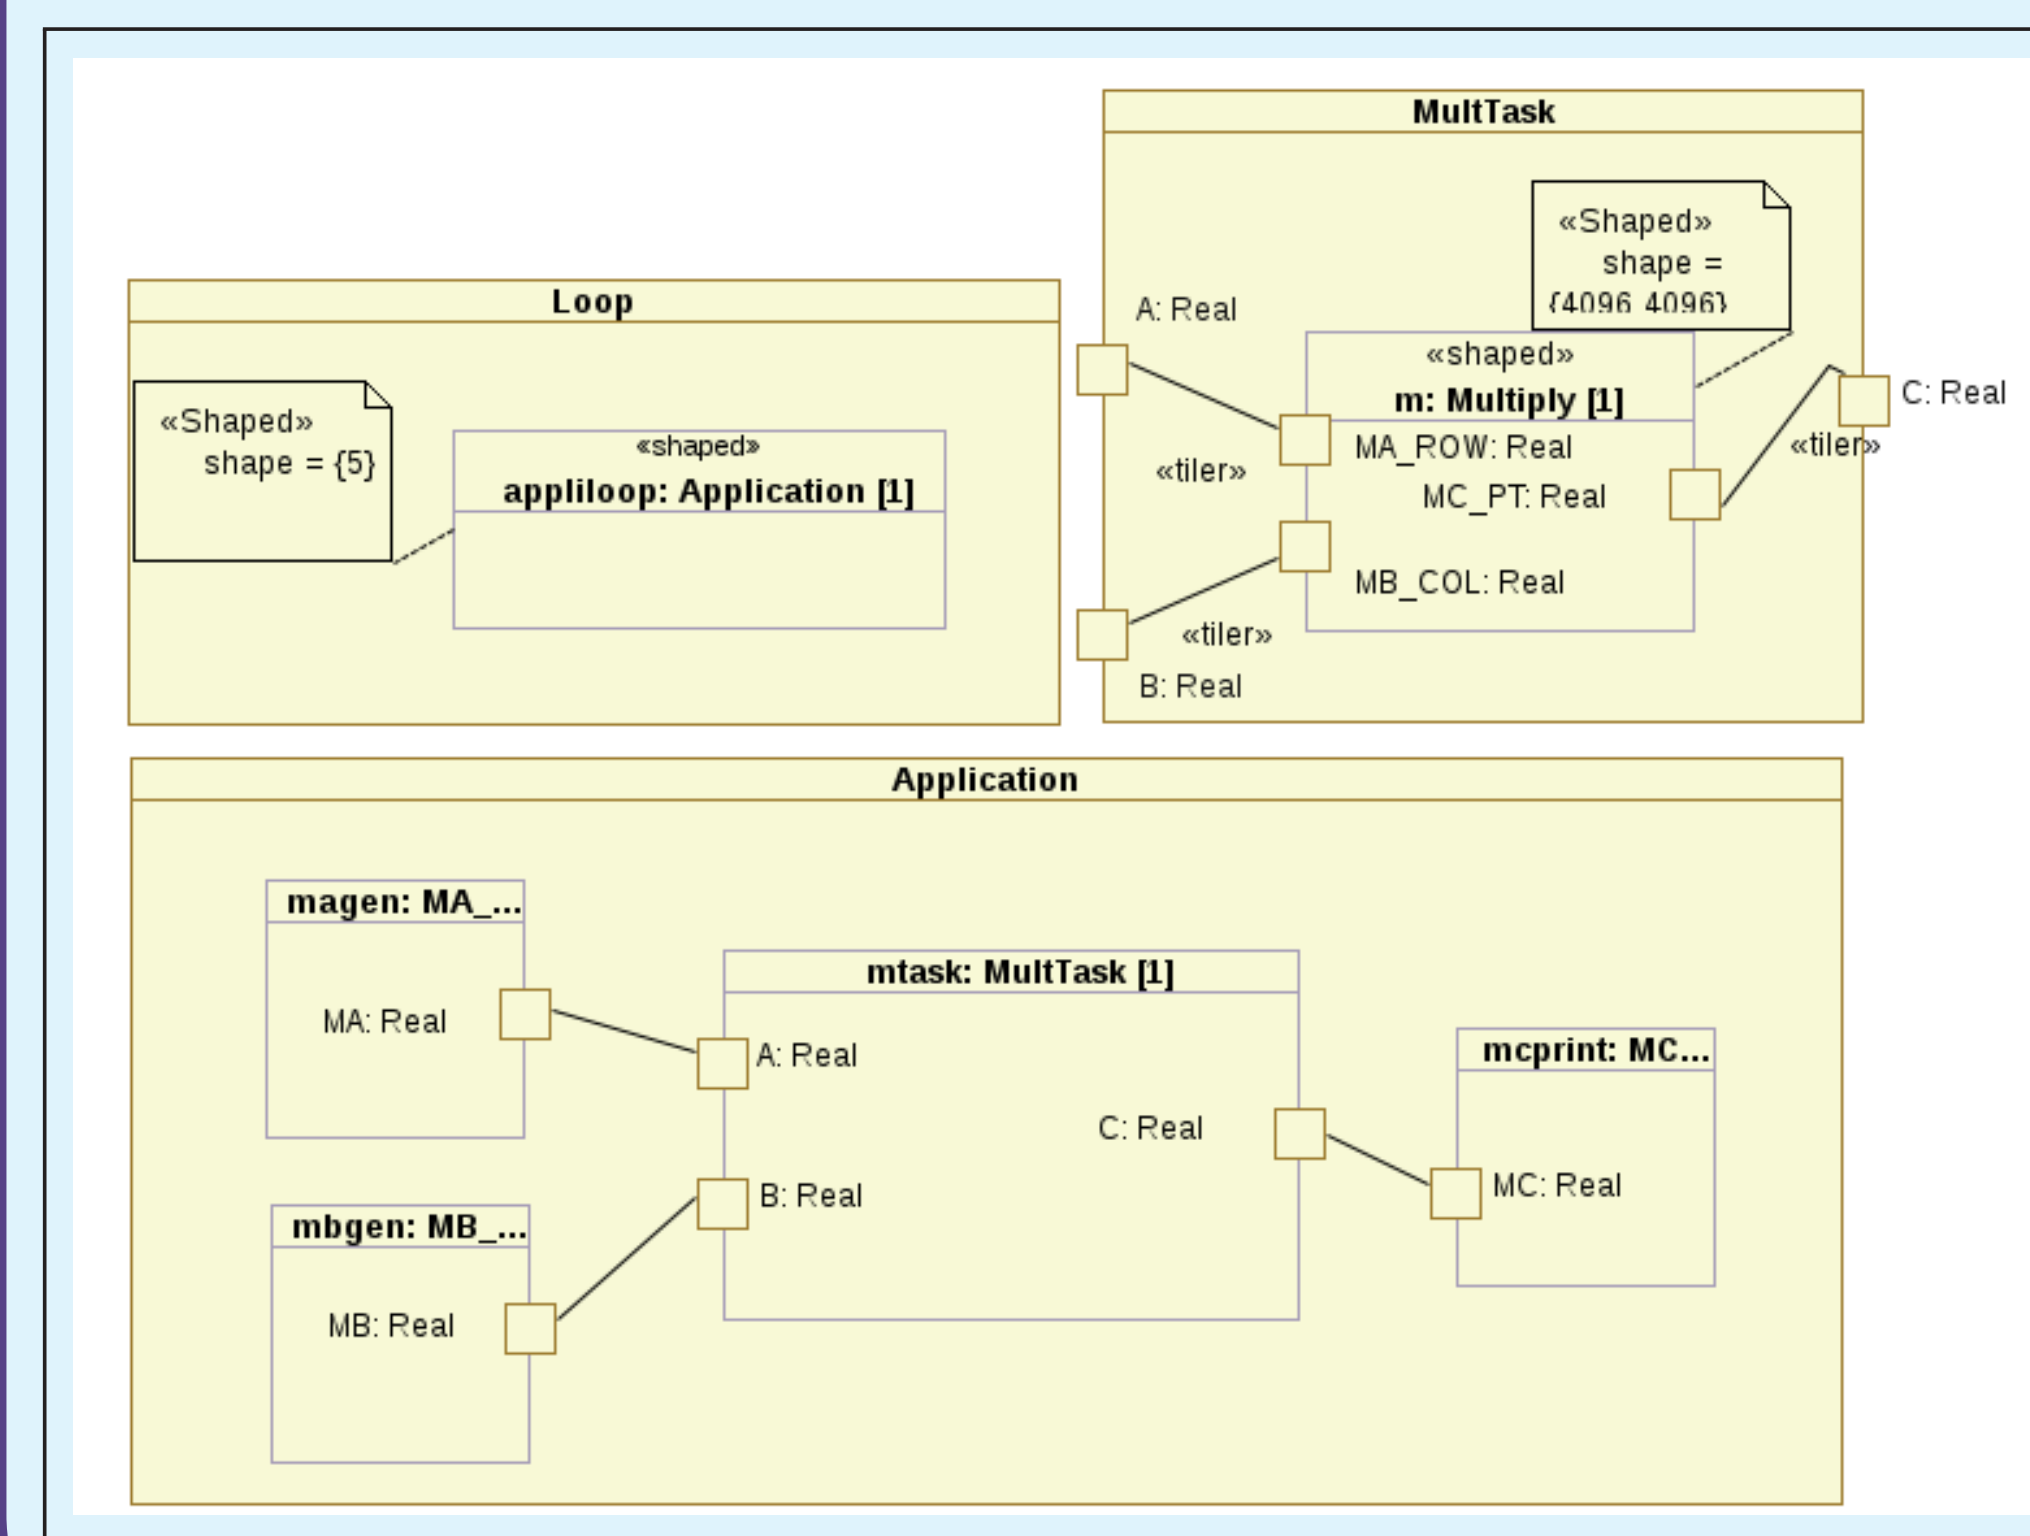 MultTask
«Shaped»
shape =
{4096 4096}
A: Real
«shaped»
m: Multiply [1]
C: Real
MA_ROW: Real
«tiler»
«tiler»
MC_PT: Real
MB_COL: Real
«tiler»
B: Real
Loop
«Shaped»
shape = {5}
«shaped»
appliloop: Application [1]
Application
magen: MA_...
MA: Real
mtask: MultTask [1]
A: Real
C: Real
B: Real
mcprint: MC...
MC: Real
mbgen: MB_...
MB: Real